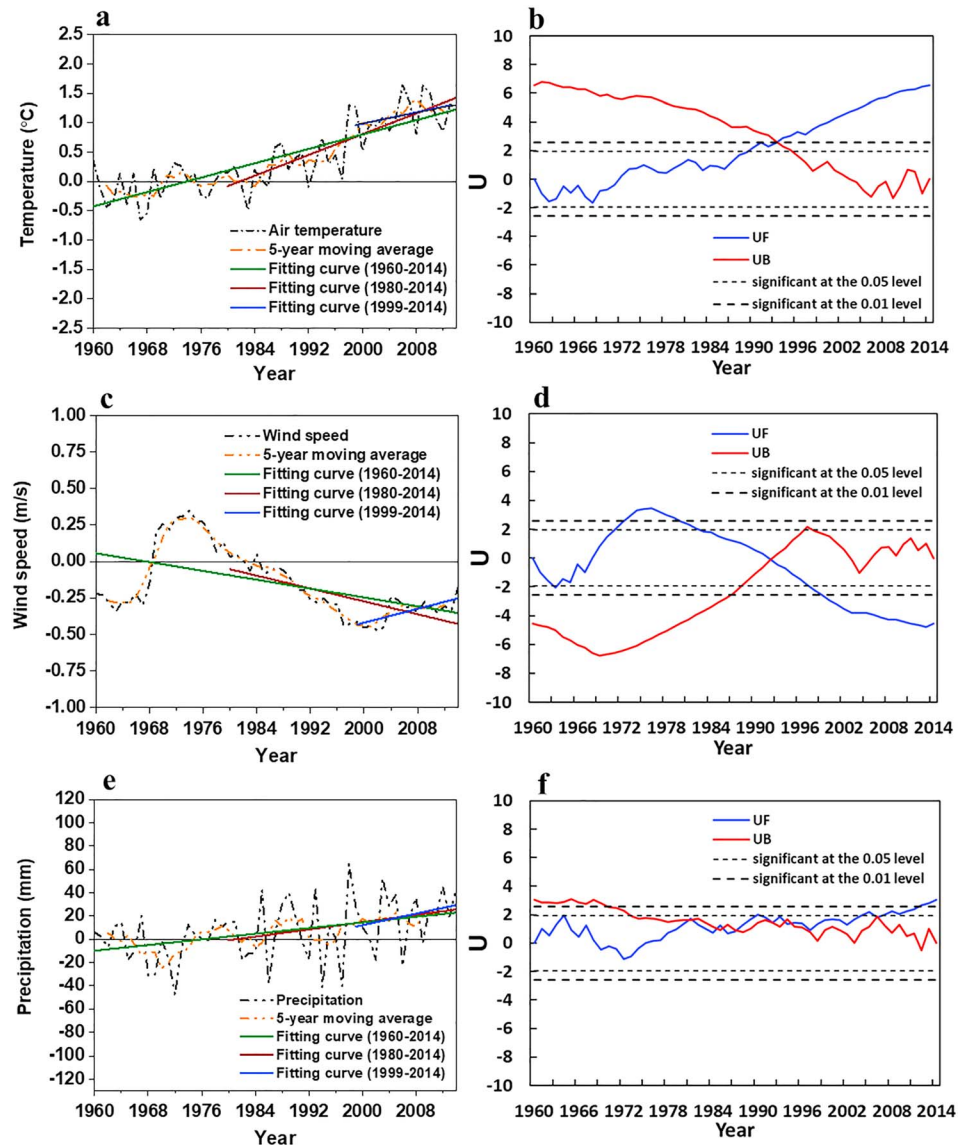 a
2.5
2.0
1.5
1.0
0.5
0.0
-0.5
-1.0
-1.5
-2.0
-2.5
Temperature (°C)
Air temperature
5-year moving average
Fitting curve (1960-2014)
Fitting curve (1980-2014)
Fitting curve (1999-2014)
1960 1968 1976 1984 1992 2000 2008
Year
b
10
8
6
4
2
0
-2
-4
-6
-8
-10
U
UF
UB
significant at the 0.05 level
significant at the 0.01 level
1960 1966 1972 1978 1984 1990 1996 2002 2008 2014
Year
c
1.00
0.75
0.50
0.25
0.00
-0.25
-0.50
-0.75
-1.00
Wind speed (m/s)
Wind speed
5-year moving average
Fitting curve (1960-2014)
Fitting curve (1980-2014)
Fitting curve (1999-2014)
1960 1968 1976 1984 1992 2000 2008
Year
d
10
8
6
4
2
0
-2
-4
-6
-8
-10
U
UF
UB
significant at the 0.05 level
significant at the 0.01 level
1960 1966 1972 1978 1984 1990 1996 2002 2008 2014
Year
e
120
100
80
60
40
20
0
-20
-40
-60
-80
-100
-120
Precipitation (mm)
Precipitation
5-year moving average
Fitting curve (1960-2014)
Fitting curve (1980-2014)
Fitting curve (1999-2014)
1960 1968 1976 1984 1992 2000 2008
Year
f
10
8
6
4
2
0
-2
-4
-6
-8
-10
U
UF
UB
significant at the 0.05 level
significant at the 0.01 level
1960 1966 1972 1978 1984 1990 1996 2002 2008 2014
Year